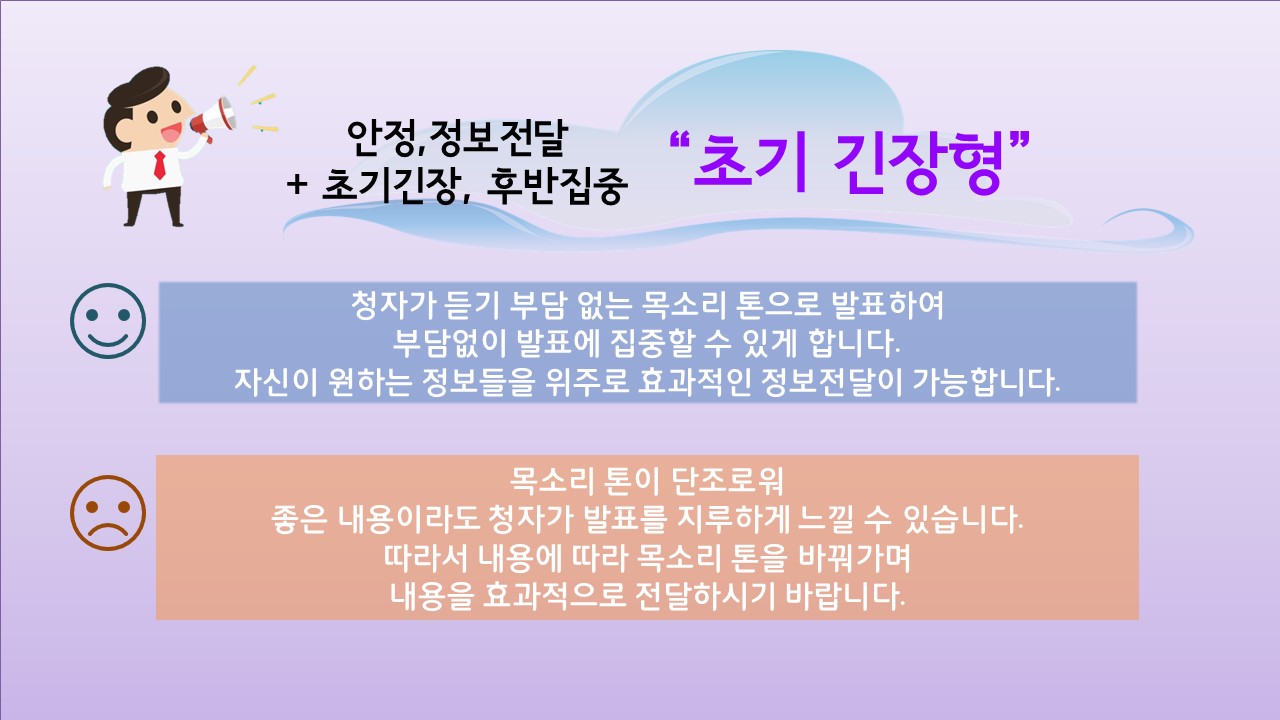 안정,정보전달
+ 초기긴장, 후반집중
“초기 긴장형”
청자가 듣기 부담 없는 목소리 톤으로 발표하여
부담없이 발표에 집중할 수 있게 합니다.
자신이 원하는 정보들을 위주로 효과적인 정보전달이 가능합니다.
목소리 톤이 단조로워
좋은 내용이라도 청자가 발표를 지루하게 느낄 수 있습니다.
따라서 내용에 따라 목소리 톤을 바꿔가며
내용을 효과적으로 전달하시기 바랍니다.